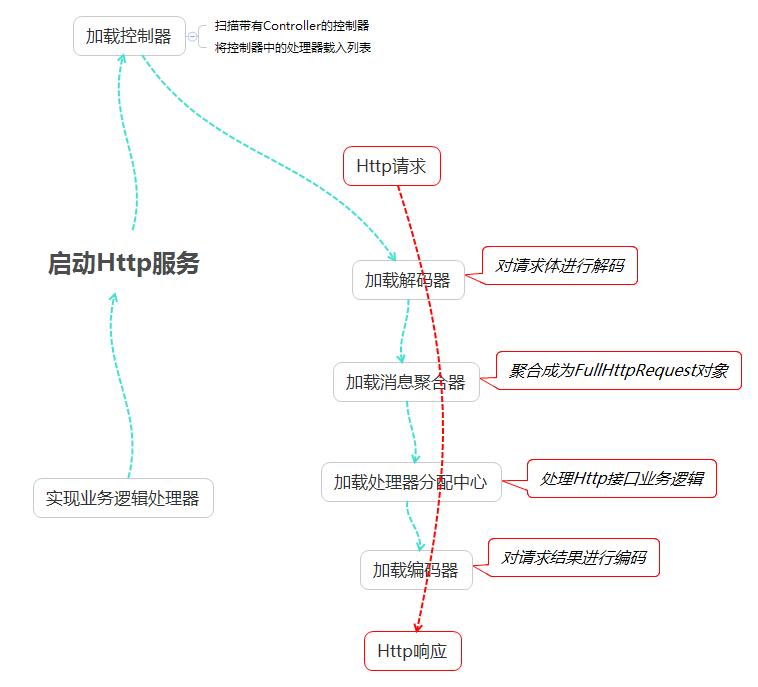 加载控制器
扫描带有Controller的控制器
将控制器中的处理器载入列表
Http请求
启动Http服务
加载解码器
对请求体进行解码
加载消息聚合器
聚合成为FullHttpRequest对象
实现业务逻辑处理器
加载处理器分配中心
处理Http接口业务逻辑
加载编码器
对请求结果进行编码
Http响应